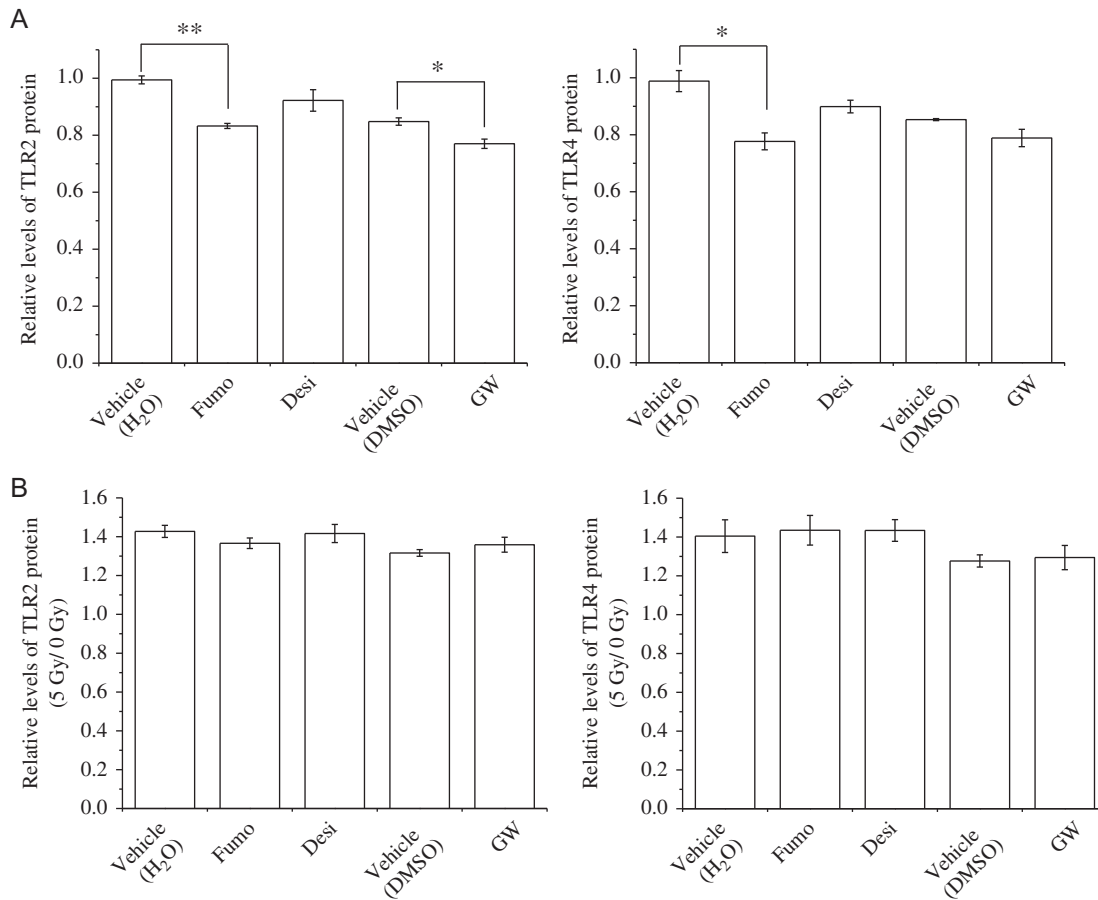 A
Relative levels of TLR2 protein
1.0
0.8
0.6
0.4
0.2
0.0
**
*
Vehicle
(H₂O)
Fumo
Desi
Vehicle
(DMSO)
GW
Relative levels of TLR4 protein
1.0
0.8
0.6
0.4
0.2
0.0
*
Vehicle
(H₂O)
Fumo
Desi
Vehicle
(DMSO)
GW
B
Relative levels of TLR2 protein
(5 Gy/ 0 Gy)
1.6
1.4
1.2
1.0
0.8
0.6
0.4
0.2
0.0
Vehicle
(H₂O)
Fumo
Desi
Vehicle
(DMSO)
GW
Relative levels of TLR4 protein
(5 Gy/ 0 Gy)
1.6
1.4
1.2
1.0
0.8
0.6
0.4
0.2
0.0
Vehicle
(H₂O)
Fumo
Desi
Vehicle
(DMSO)
GW